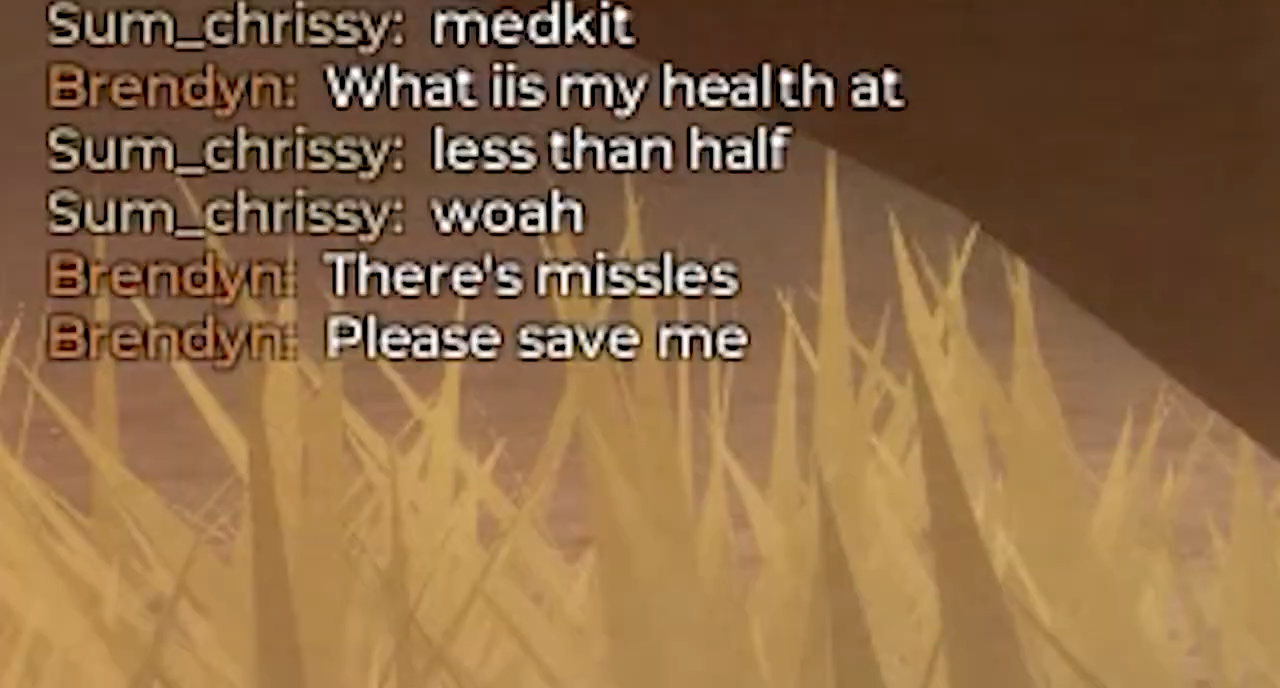 Sum_chrissy: medkit
Brendyn: What iis my health at
Sum_chrissy: less than half
Sum_chrissy: woah
Brendyn: There's missles
Brendyn: Please save me